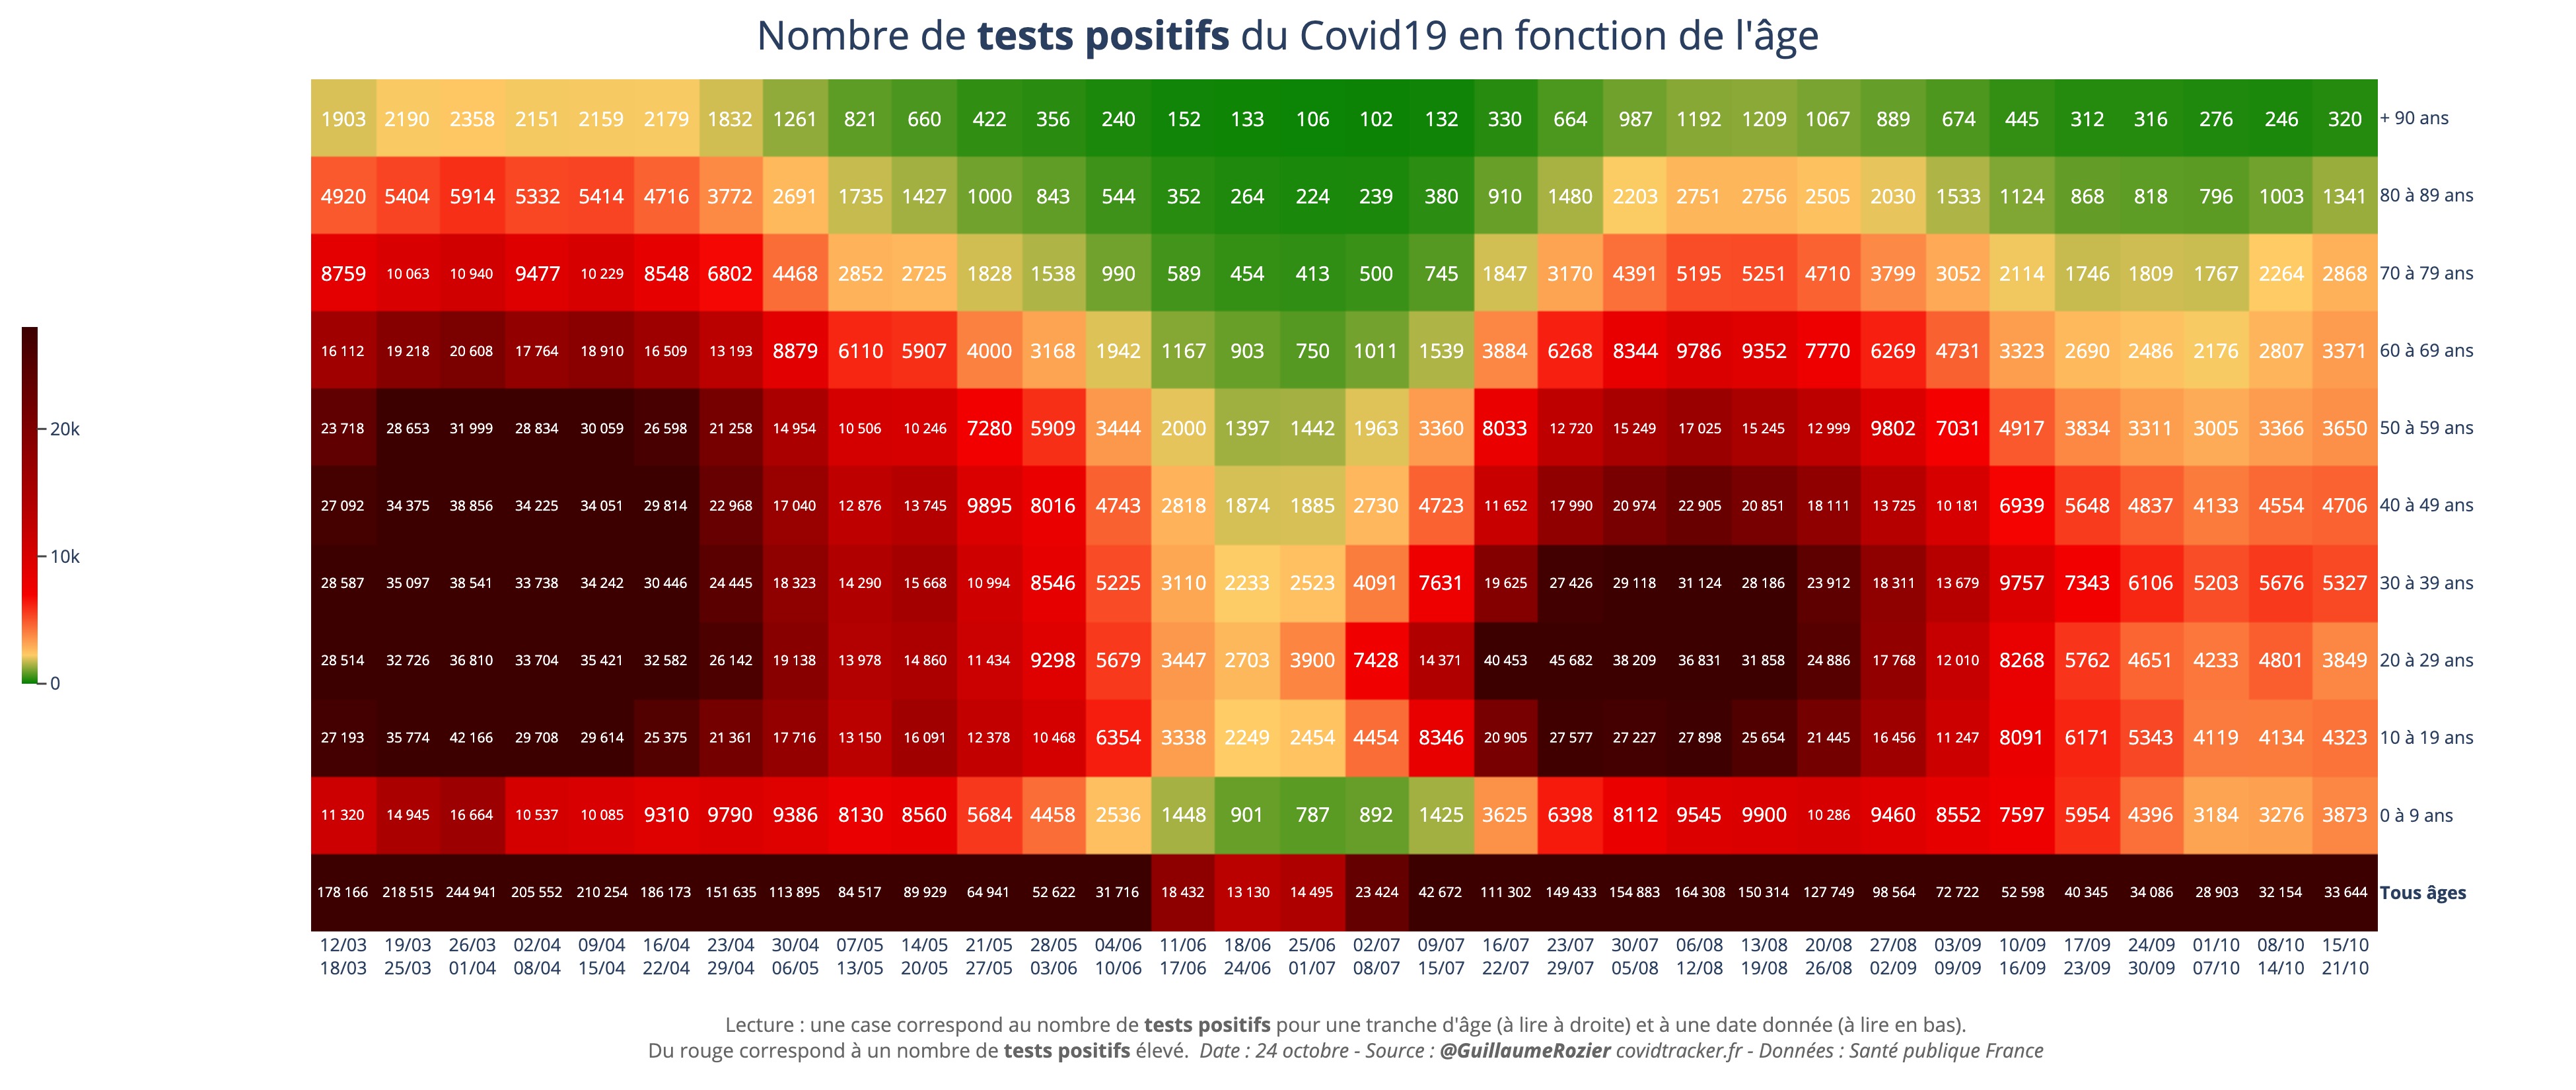 Nombre de tests positifs du Covid19 en fonction de l'âge
1903 2190 2358 2151 2159 2179 1832 1261 821 660 422 356 240 152 133 106 102 132 330 664 987 1192 1209 1067 889 674 445 312 316 276 246 320 + 90 ans
4920 5404 5914 5332 5414 4716 3772 2691 1735 1427 1000 843 544 352 264 224 239 380 910 1480 2203 2751 2756 2505 2030 1533 1124 868 818 796 1003 1341 80 à 89 ans
8759 10 063 10 940 9477 10 229 8548 6802 4468 2852 2725 1828 1538 990 589 454 413 500 745 1847 3170 4391 5195 5251 4710 3799 3052 2114 1746 1809 1767 2264 2868 70 à 79 ans
16 112 19 218 20 608 17 764 18 910 16 509 13 193 8879 6110 5907 4000 3168 1942 1167 903 750 1011 1539 3884 6268 8344 9786 9352 7770 6269 4731 3323 2690 2486 2176 2807 3371 60 à 69 ans
23 718 28 653 31 999 28 834 30 059 26 598 21 258 14 954 10 506 10 246 7280 5909 3444 2000 1397 1442 1963 3360 8033 12 720 15 249 17 025 15 245 12 999 9802 7031 4917 3834 3311 3005 3366 3650 50 à 59 ans
27 092 34 375 38 856 34 225 34 051 29 814 22 968 17 040 12 876 13 745 9895 8016 4743 2818 1874 1885 2730 4723 11 652 17 990 20 974 22 905 20 851 18 111 13 725 10 181 6939 5648 4837 4133 4554 4706 40 à 49 ans
28 587 35 097 38 541 33 738 34 242 30 446 24 445 18 323 14 290 15 668 10 994 8546 5225 3110 2233 2523 4091 7631 19 625 27 426 29 118 31 124 28 186 23 912 18 311 13 679 9757 7343 6106 5203 5676 5327 30 à 39 ans
28 514 32 726 36 810 33 704 35 421 32 582 26 142 19 138 13 978 14 860 11 434 9298 5679 3447 2703 3900 7428 14 371 40 453 45 682 38 209 36 831 31 858 24 886 17 768 12 010 8268 5762 4651 4233 4801 3849 20 à 29 ans
27 193 35 774 42 166 29 708 29 614 25 375 21 361 17 716 13 150 16 091 12 378 10 468 6354 3338 2249 2454 4454 8346 20 905 27 577 27 227 27 898 25 654 21 445 16 456 11 247 8091 6171 5343 4119 4134 4323 10 à 19 ans
11 320 14 945 16 664 10 537 10 085 9310 9790 9386 8130 8560 5684 4458 2536 1448 901 787 892 1425 3625 6398 8112 9545 9900 10 286 9460 8552 7597 5954 4396 3184 3276 3873 0 à 9 ans
178 166 218 515 244 941 205 552 210 254 186 173 151 635 113 895 84 517 89 929 64 941 52 622 31 716 18 432 13 130 14 495 23 424 42 672 111 302 149 433 154 883 164 308 150 314 127 749 98 564 72 722 52 598 40 345 34 086 28 903 32 154 33 644 Tous âges
12/03 19/03 26/03 02/04 09/04 16/04 23/04 30/04 07/05 14/05 21/05 28/05 04/06 11/06 18/06 25/06 02/07 09/07 16/07 23/07 30/07 06/08 13/08 20/08 27/08 03/09 10/09 17/09 24/09 01/10 08/10 15/10
18/03 25/03 01/04 08/04 15/04 22/04 29/04 06/05 13/05 20/05 27/05 03/06 10/06 17/06 24/06 01/07 08/07 15/07 22/07 29/07 05/08 12/08 19/08 26/08 02/09 09/09 16/09 23/09 30/09 07/10 14/10 21/10
20k
10k
0
Lecture : une case correspond au nombre de tests positifs pour une tranche d'âge (à lire à droite) et à une date donnée (à lire en bas).
Du rouge correspond à un nombre de tests positifs élevé. Date : 24 octobre - Source : @GuillaumeRozier covidtracker.fr - Données : Santé publique France